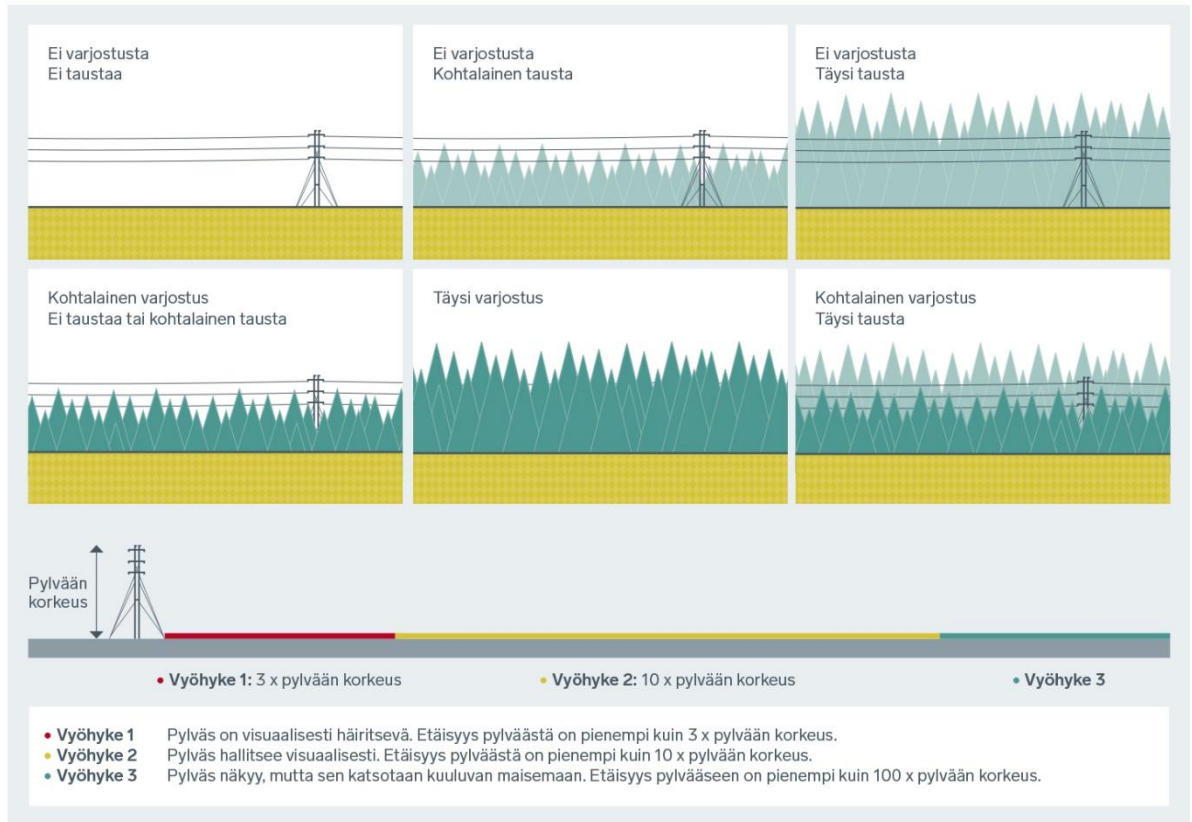 Ei varjostusta
Ei taustaa
Ei varjostusta
Kohtalainen tausta
Ei varjostusta
Täysi tausta
Kohtalainen varjostus
Ei taustaa tai kohtalainen tausta
Täysi varjostus
Kohtalainen varjostus
Täysi tausta
Pylvään
korkeus
• Vyöhyke 1: 3 x pylvään korkeus
• Vyöhyke 2: 10 x pylvään korkeus
• Vyöhyke 3
• Vyöhyke 1 Pylväs on visuaalisesti häiritsevä. Etäisyys pylväästä on pienempi kuin 3 x pylvään korkeus.
• Vyöhyke 2 Pylväs hallitsee visuaalisesti. Etäisyys pylväästä on pienempi kuin 10 x pylvään korkeus.
• Vyöhyke 3 Pylväs näkyy, mutta sen katsotaan kuuluvan maisemaan. Etäisyys pylvääseen on pienempi kuin 100 x pylvään korkeus.